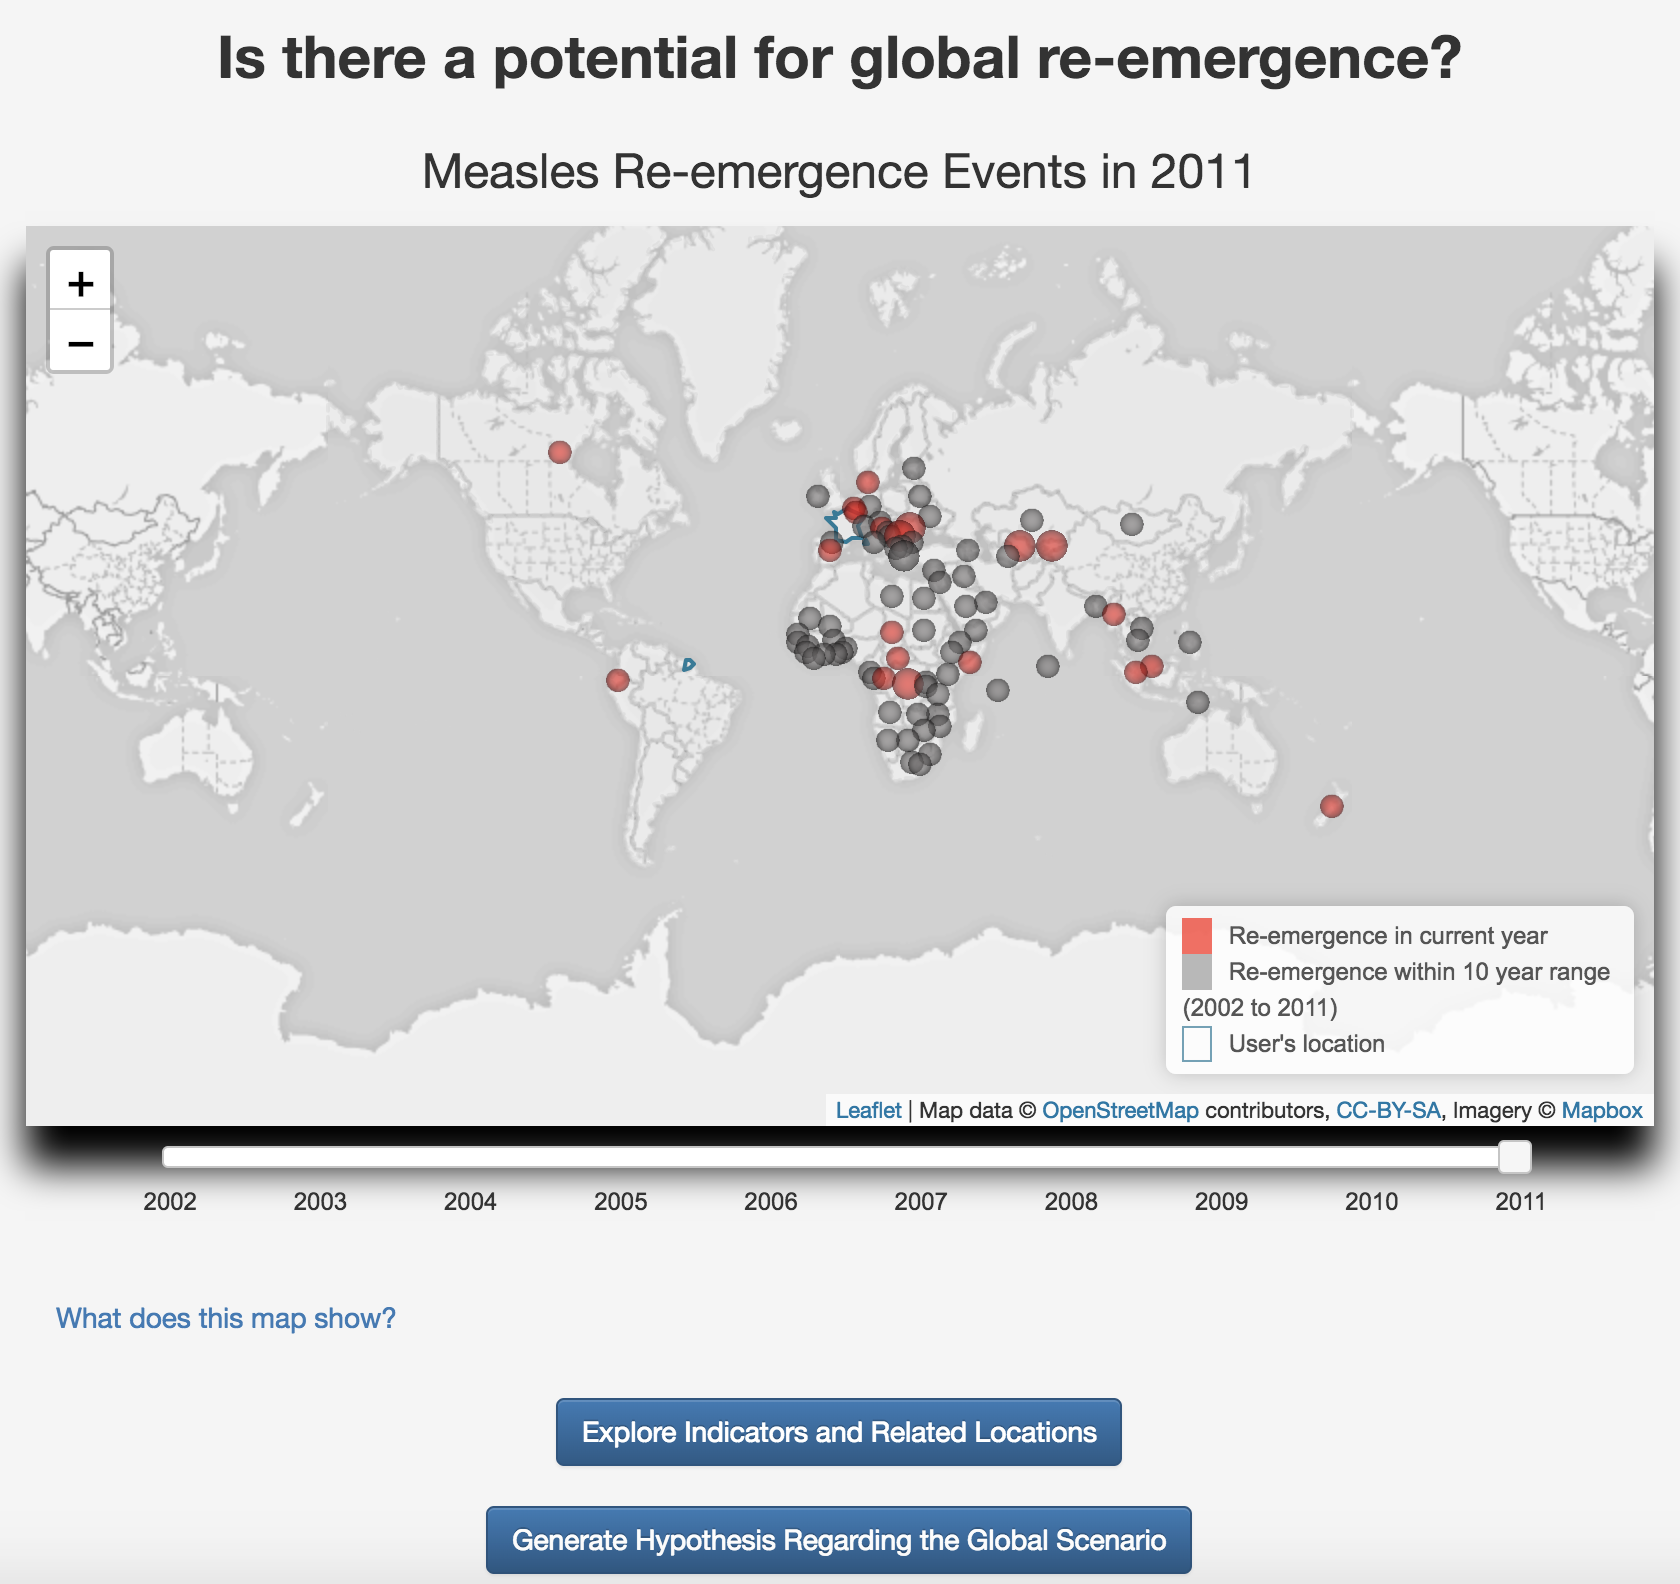 Is there a potential for global re-emergence?
Measles Re-emergence Events in 2011
+
−
Re-emergence in current year
Re-emergence within 10 year range
(2002 to 2011)
User's location
Leaflet | Map data © OpenStreetMap contributors, CC-BY-SA, Imagery © Mapbox
2002 2003 2004 2005 2006 2007 2008 2009 2010 2011
What does this map show?
Explore Indicators and Related Locations
Generate Hypothesis Regarding the Global Scenario